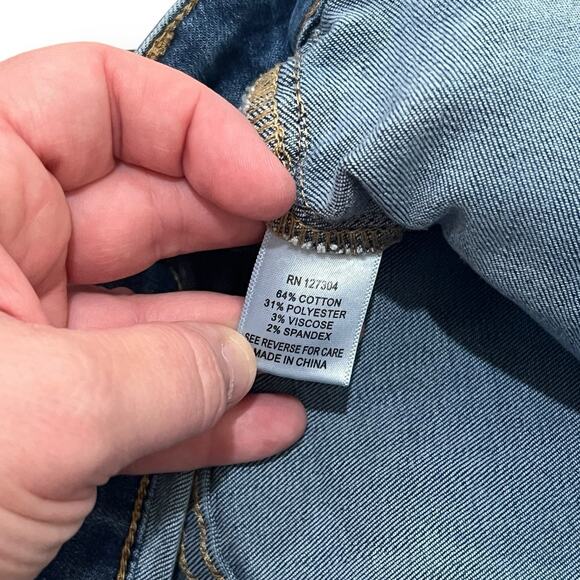 RN 127304
64% COTTON
31% POLYESTER
3% VISCOSE
2% SPANDEX
SEE REVERSE FOR CARE
MADE IN CHINA